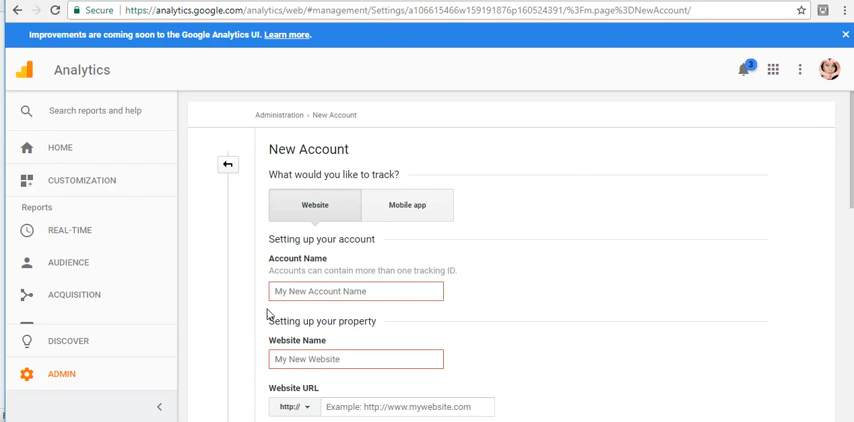 Secure
https://analytics.google.com/analytics/web/#management/Settings/a106615466w159191876p160524391/%3Fm.page%3DNewAccount/
Improvements are coming soon to the Google Analytics UI. Learn more.
Analytics
3
Search reports and help
Administration › New Account
HOME
New Account
CUSTOMIZATION
What would you like to track?
Reports
Website
Mobile app
REAL-TIME
Setting up your account
AUDIENCE
Account Name
Accounts can contain more than one tracking ID.
ACQUISITION
My New Account Name
Setting up your property
DISCOVER
Website Name
My New Website
ADMIN
Website URL
http://
Example: http://www.mywebsite.com